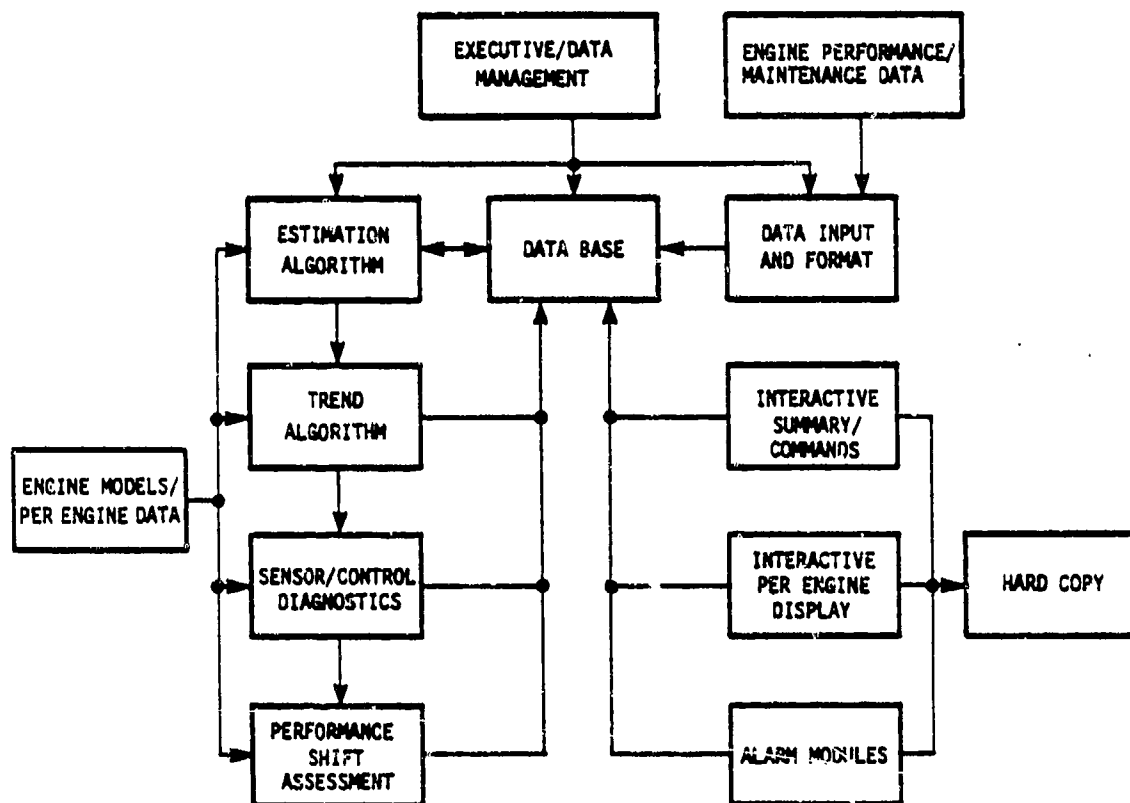 EXECUTIVE/DATA
MANAGEMENT
ENGINE PERFORMANCE/
MAINTENANCE DATA
ESTIMATION
ALGORITHM
DATA BASE
DATA INPUT
AND FORMAT
TREND
ALGORITHM
INTERACTIVE
SUMMARY/
COMMANDS
ENGINE MODELS/
PER ENGINE DATA
SENSOR/CONTROL
DIAGNOSTICS
INTERACTIVE
PER ENGINE
DISPLAY
HARD COPY
PERFORMANCE
SHIFT
ASSESSMENT
ALARM MODULES